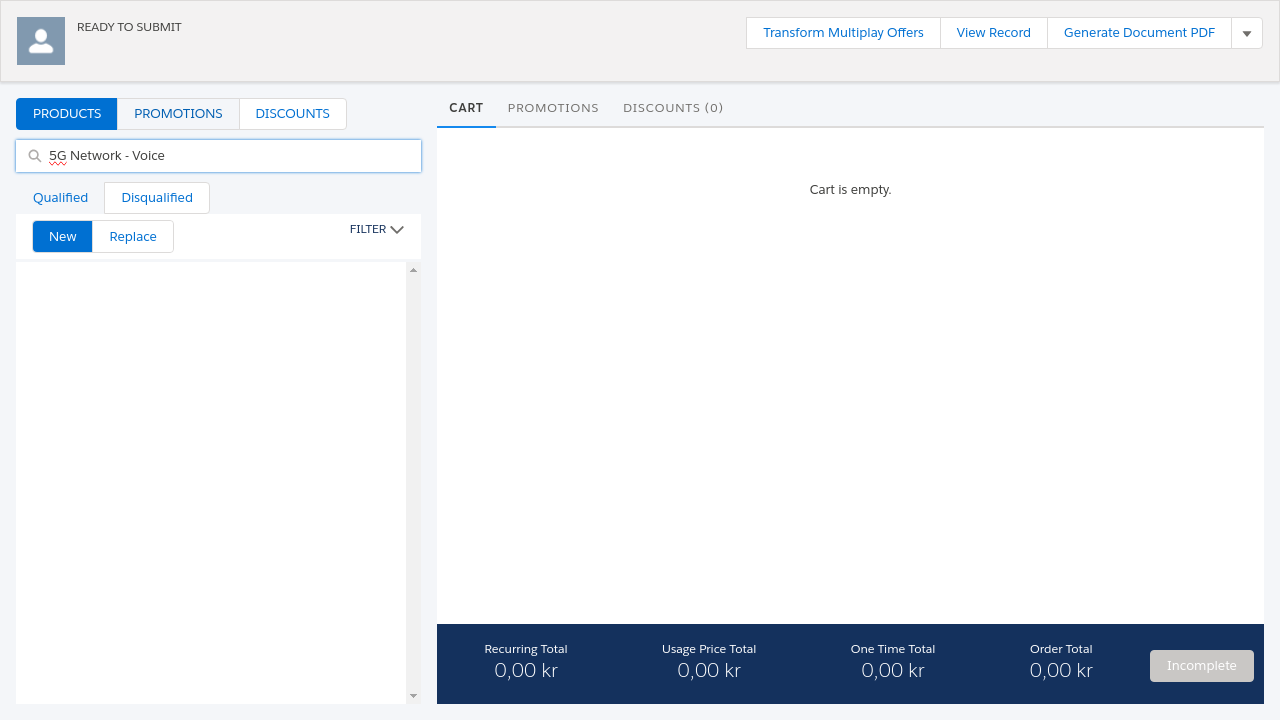 READY TO SUBMIT
Transform Multiplay Offers
View Record
Generate Document PDF
PRODUCTS
PROMOTIONS
DISCOUNTS
CART
PROMOTIONS
DISCOUNTS (0)
5G Network - Voice
Qualified
Disqualified
Cart is empty.
New
Replace
FILTER
Recurring Total
0,00 kr
Usage Price Total
0,00 kr
One Time Total
0,00 kr
Order Total
0,00 kr
Incomplete